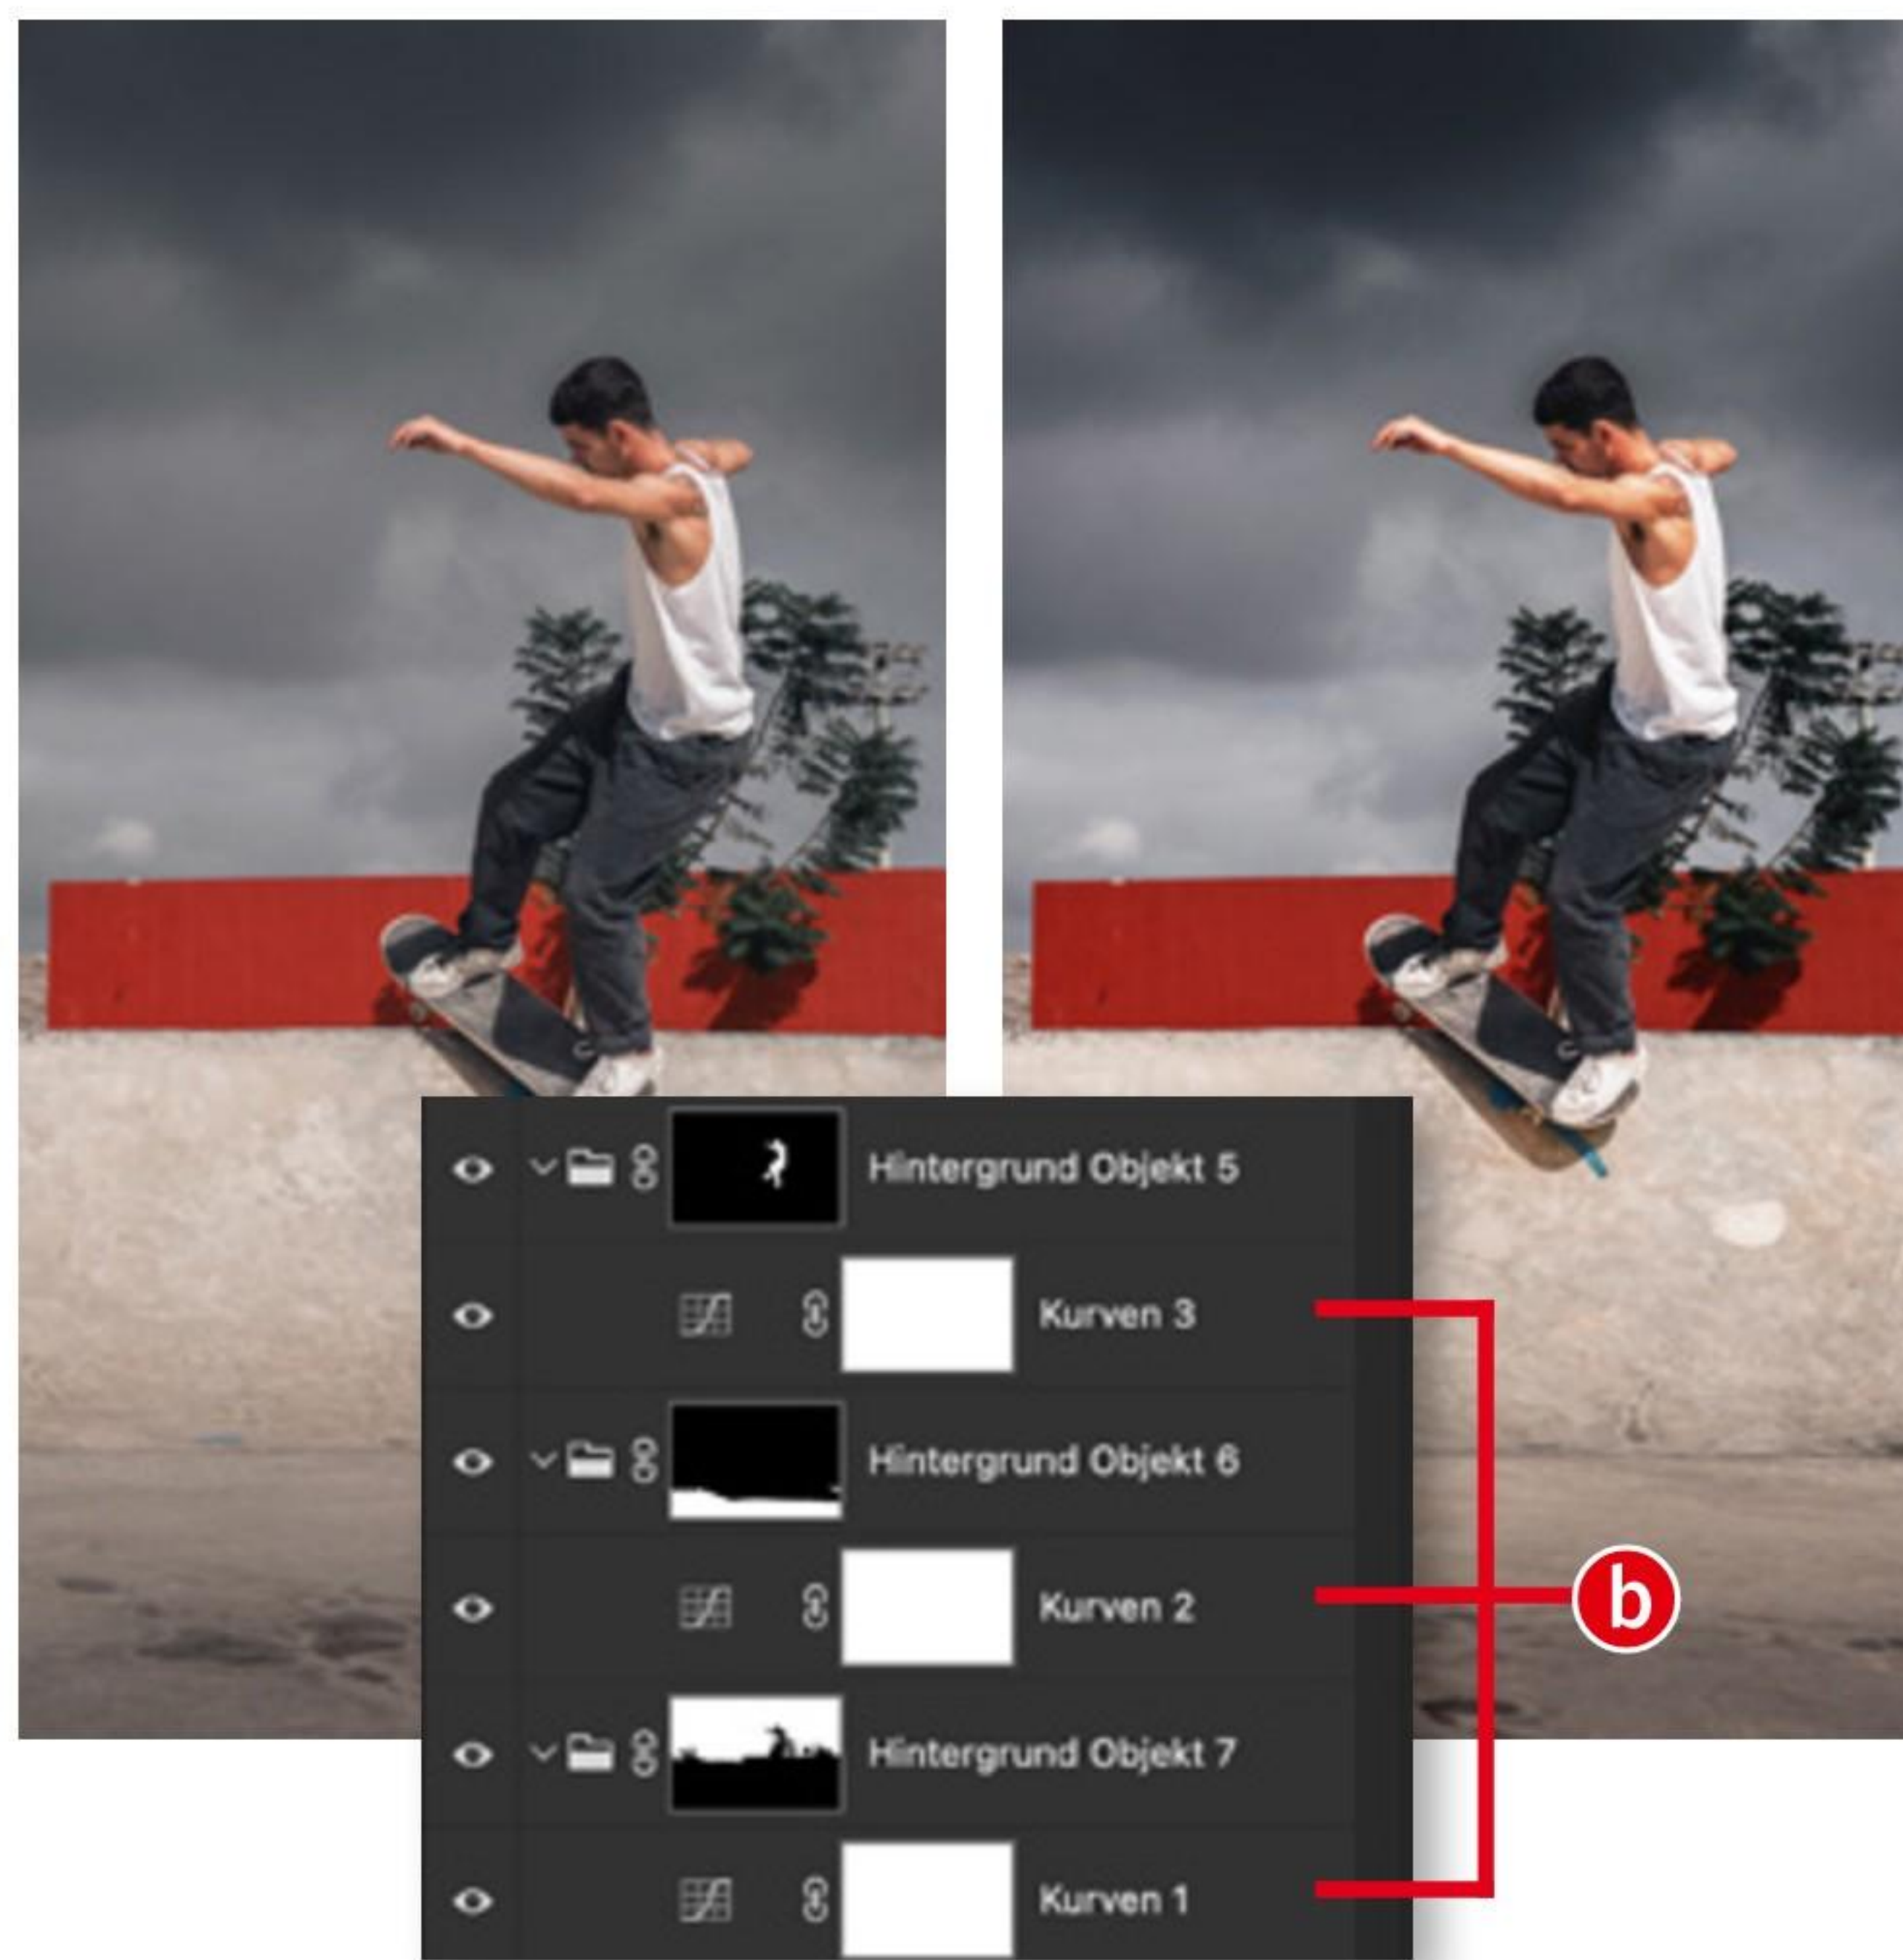 Hintergrund Objekt 5
Kurven 3
Hintergrund Objekt 6
Kurven 2
b
Hintergrund Objekt 7
Kurven 1